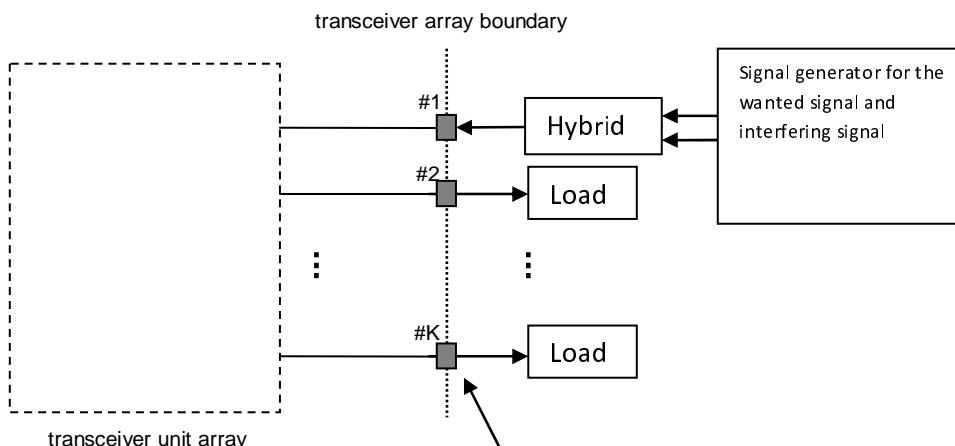 transceiver array boundary
Signal generator for the
wanted signal and
interfering signal
#1
Hybrid
#2
Load
#K
Load
transceiver unit array